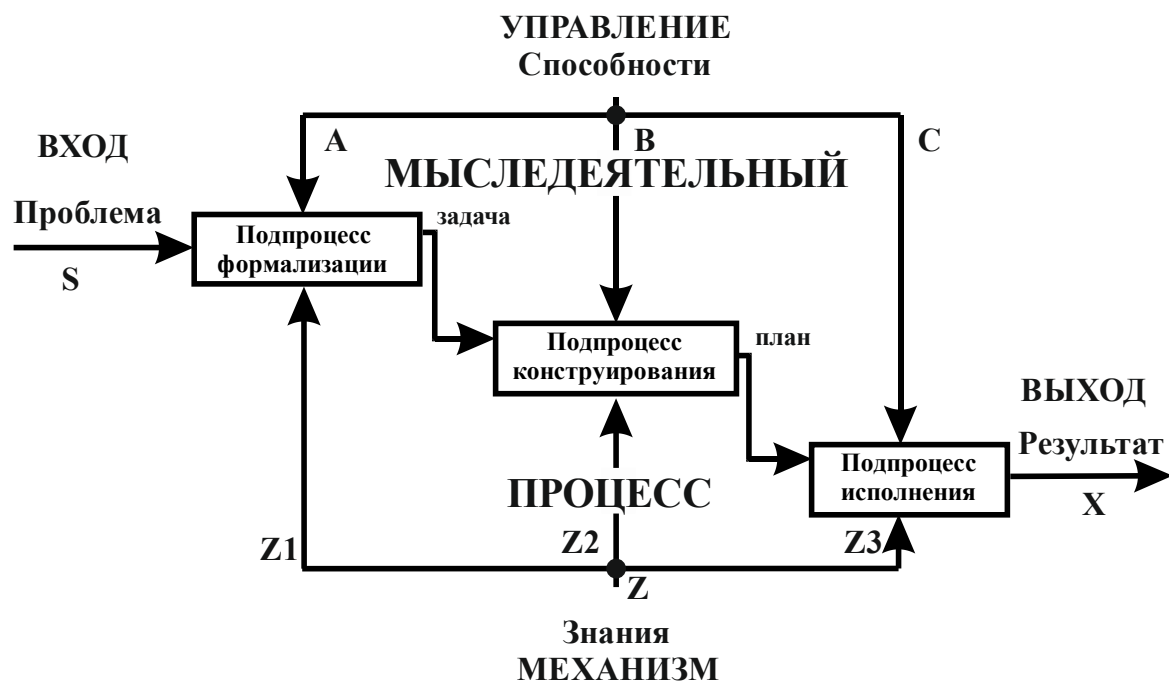 УПРАВЛЕНИЕ
Способности
A
B
C
ВХОД
МЫСЛЕДЕЯТЕЛЬНЫЙ
Проблема
задача
Подпроцесс
формализации
S
план
Подпроцесс
конструирования
ВЫХОД
Результат
Подпроцесс
исполнения
ПРОЦЕСС
X
Z1
Z2
Z3
Z
Знания
МЕХАНИЗМ